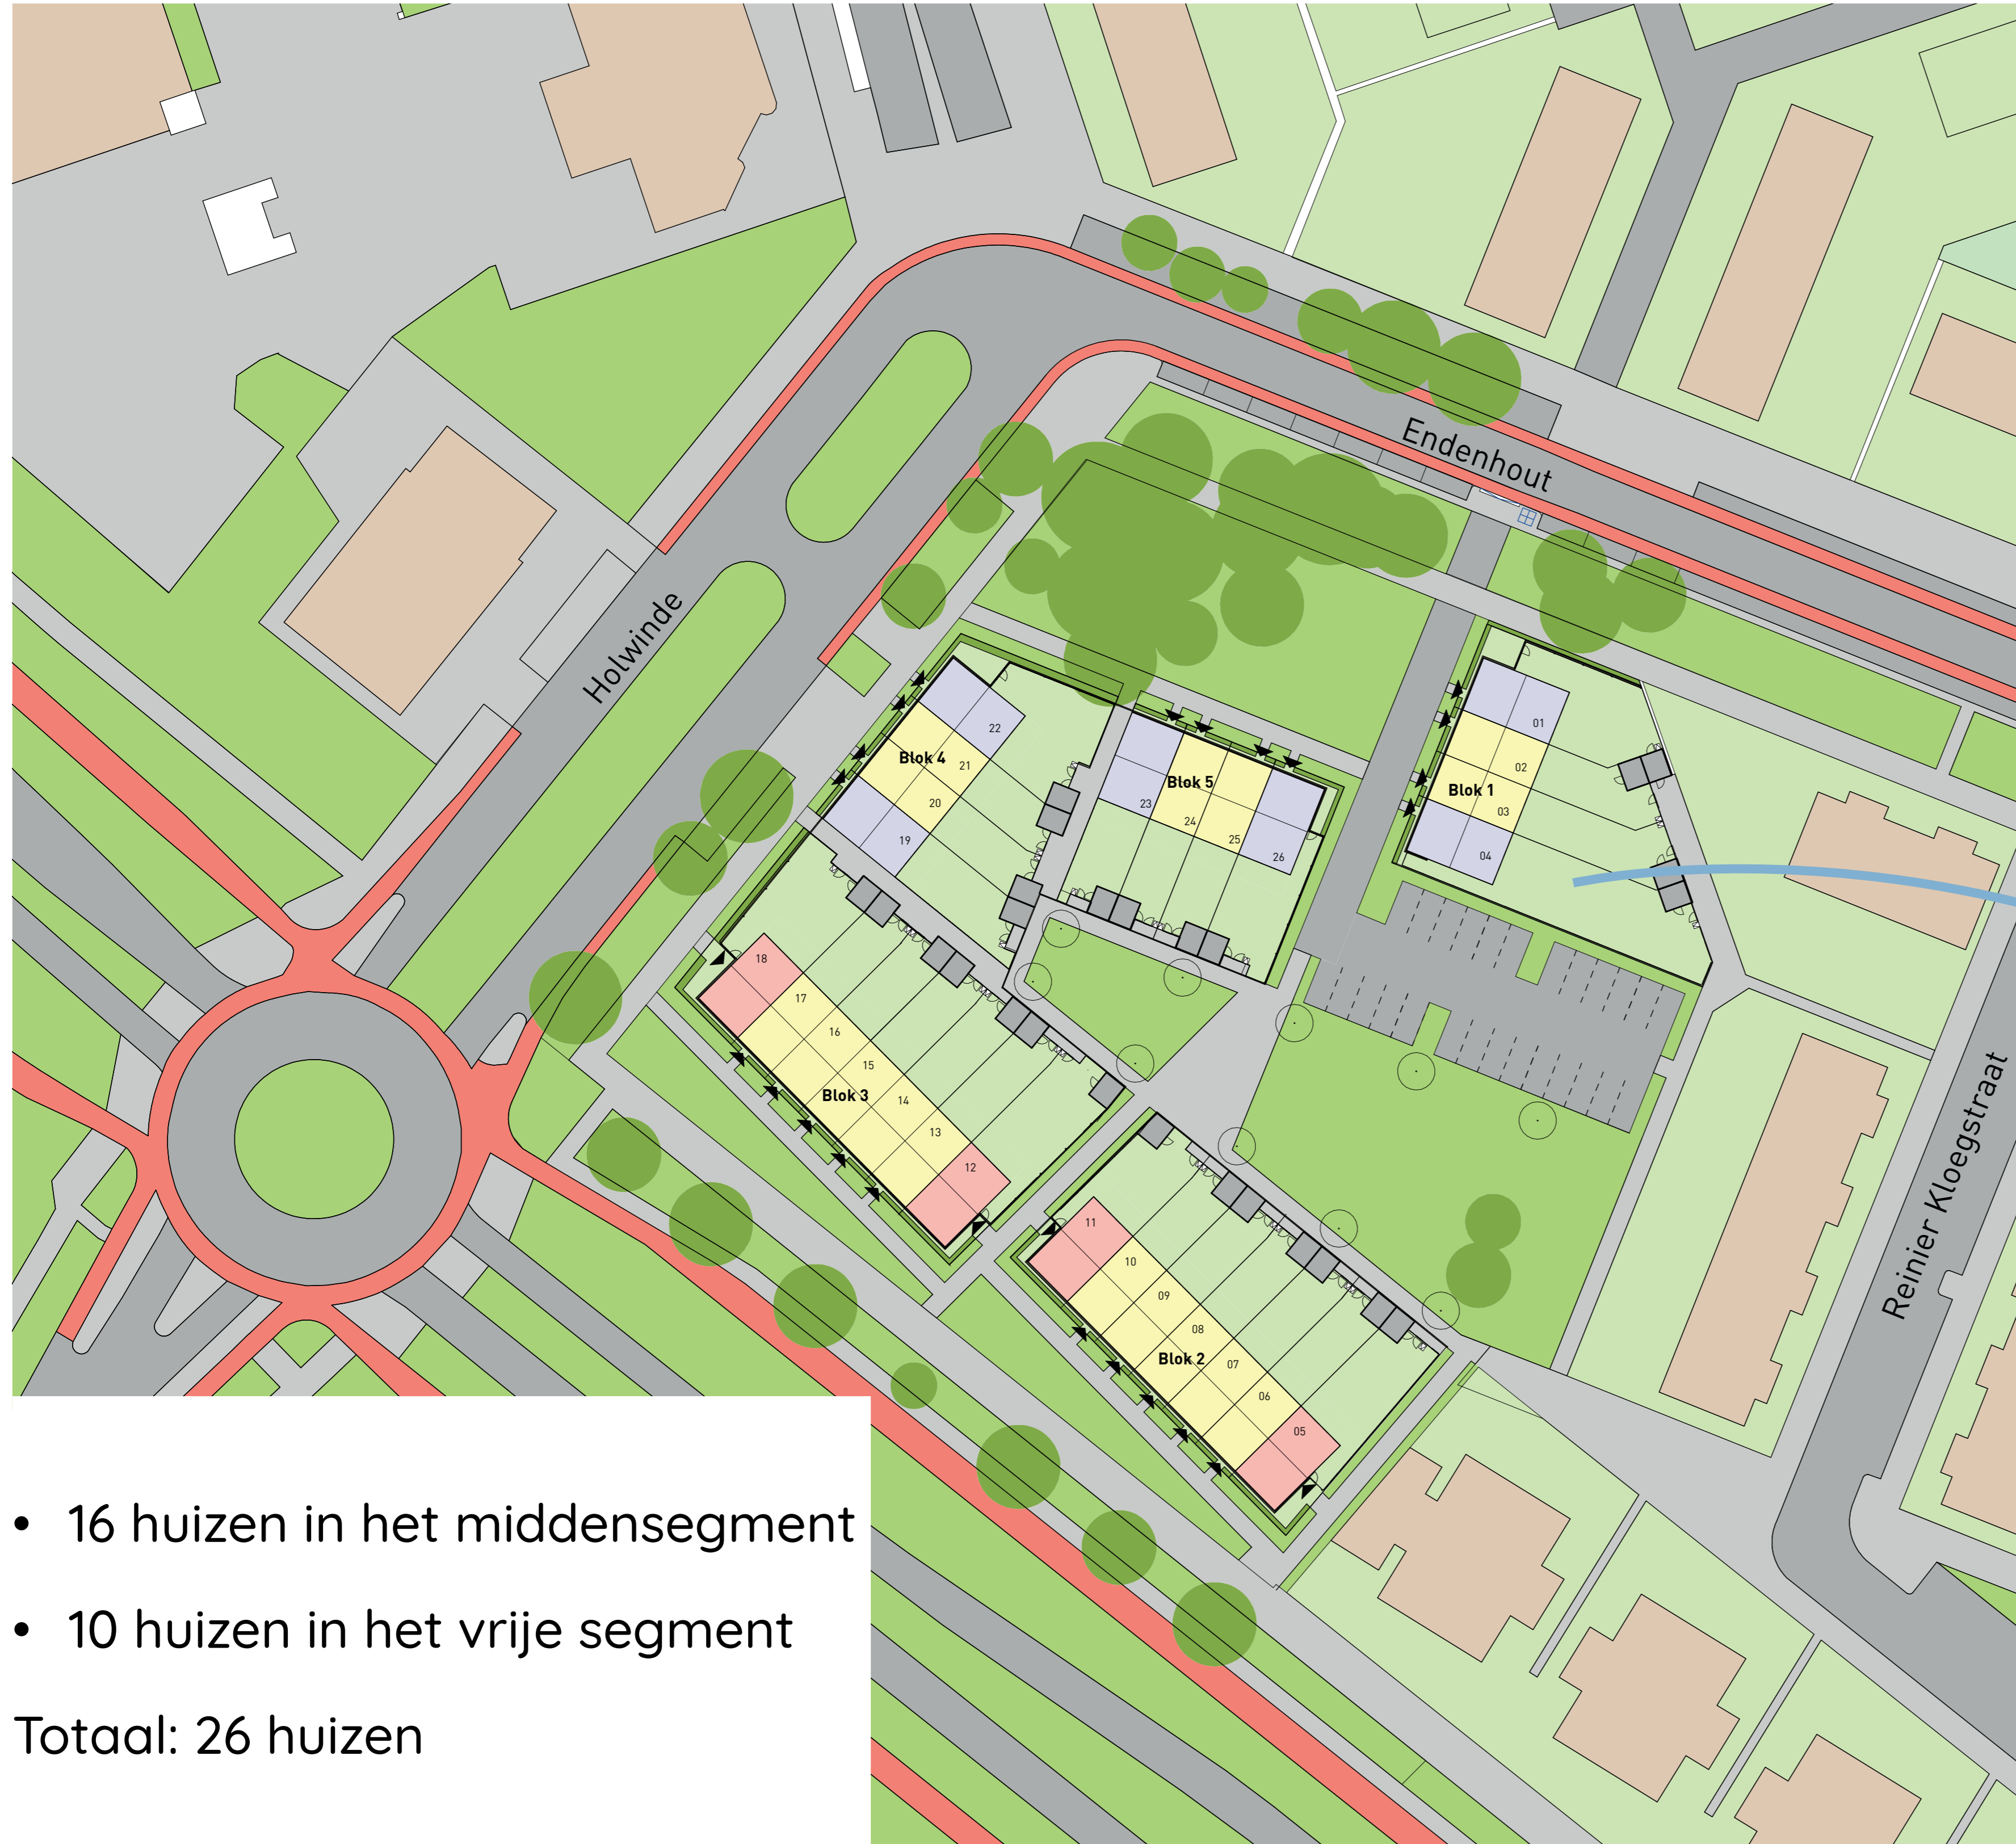 Endenhout
Holwinde
22
Blok 4
21
20
19
Blok 5
23
24
25
26
01
02
Blok 1
03
04
18
17
16
15
Blok 3
14
13
12
11
10
09
08
Blok 2
07
06
05
Reinier Kloegstraat
• 16 huizen in het middensegment
• 10 huizen in het vrije segment
Totaal: 26 huizen